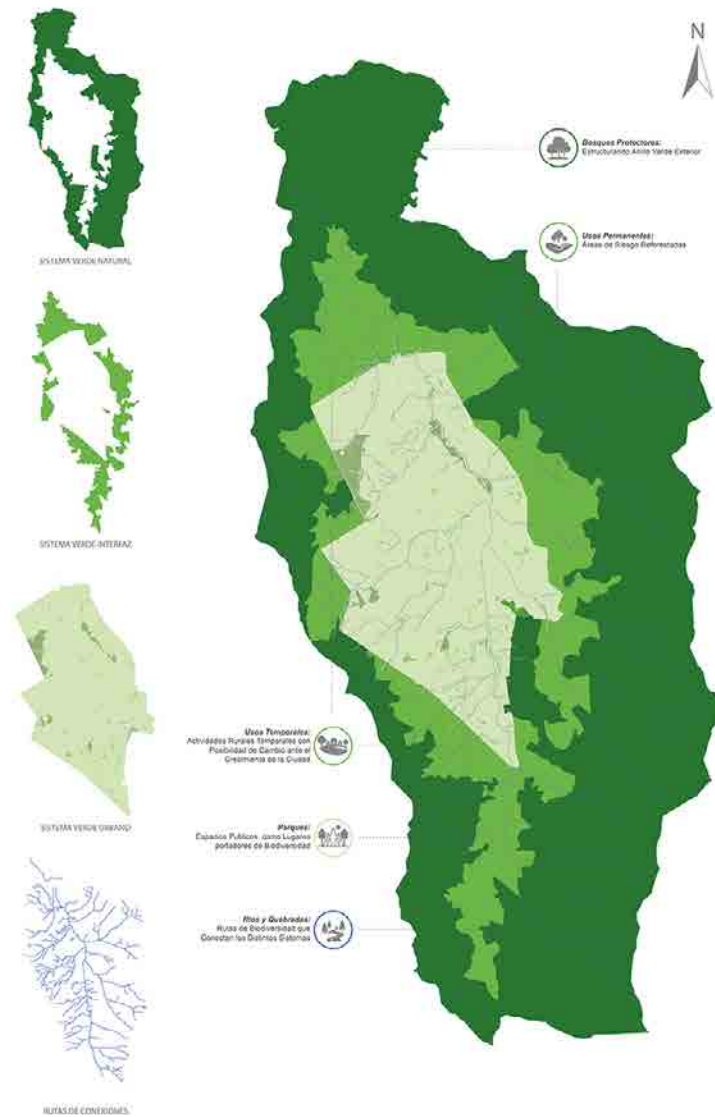 N
Bosques Protectores:
Estructurando Anillo Verde Exterior
Usos Permanentes:
Áreas de Riesgo Reforestadas
SISTEMA VERDE NATURAL
SISTEMA VERDE INTERFAZ
Usos Temporales:
Actividades Rurales Temporales con
Posibilidad de Cambio ante el
Crecimiento de la Ciudad
SISTEMA VERDE URBANO
Parques:
Espacios Públicos, como Lugares
portadores de Biodiversidad
Ríos y Quebradas:
Rutas de Biodiversidad que
Conectan los Distintos Sistemas
RUTAS DE CONEXIONES